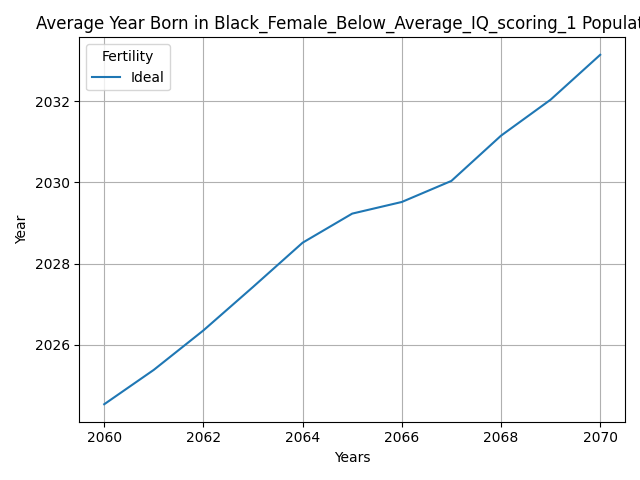 Average Year Born in Black_Female_Below_Average_IQ_scoring_1 Populat
Fertility
Ideal
Year
2032
2030
2028
2026
2060 2062 2064 2066 2068 2070
Years